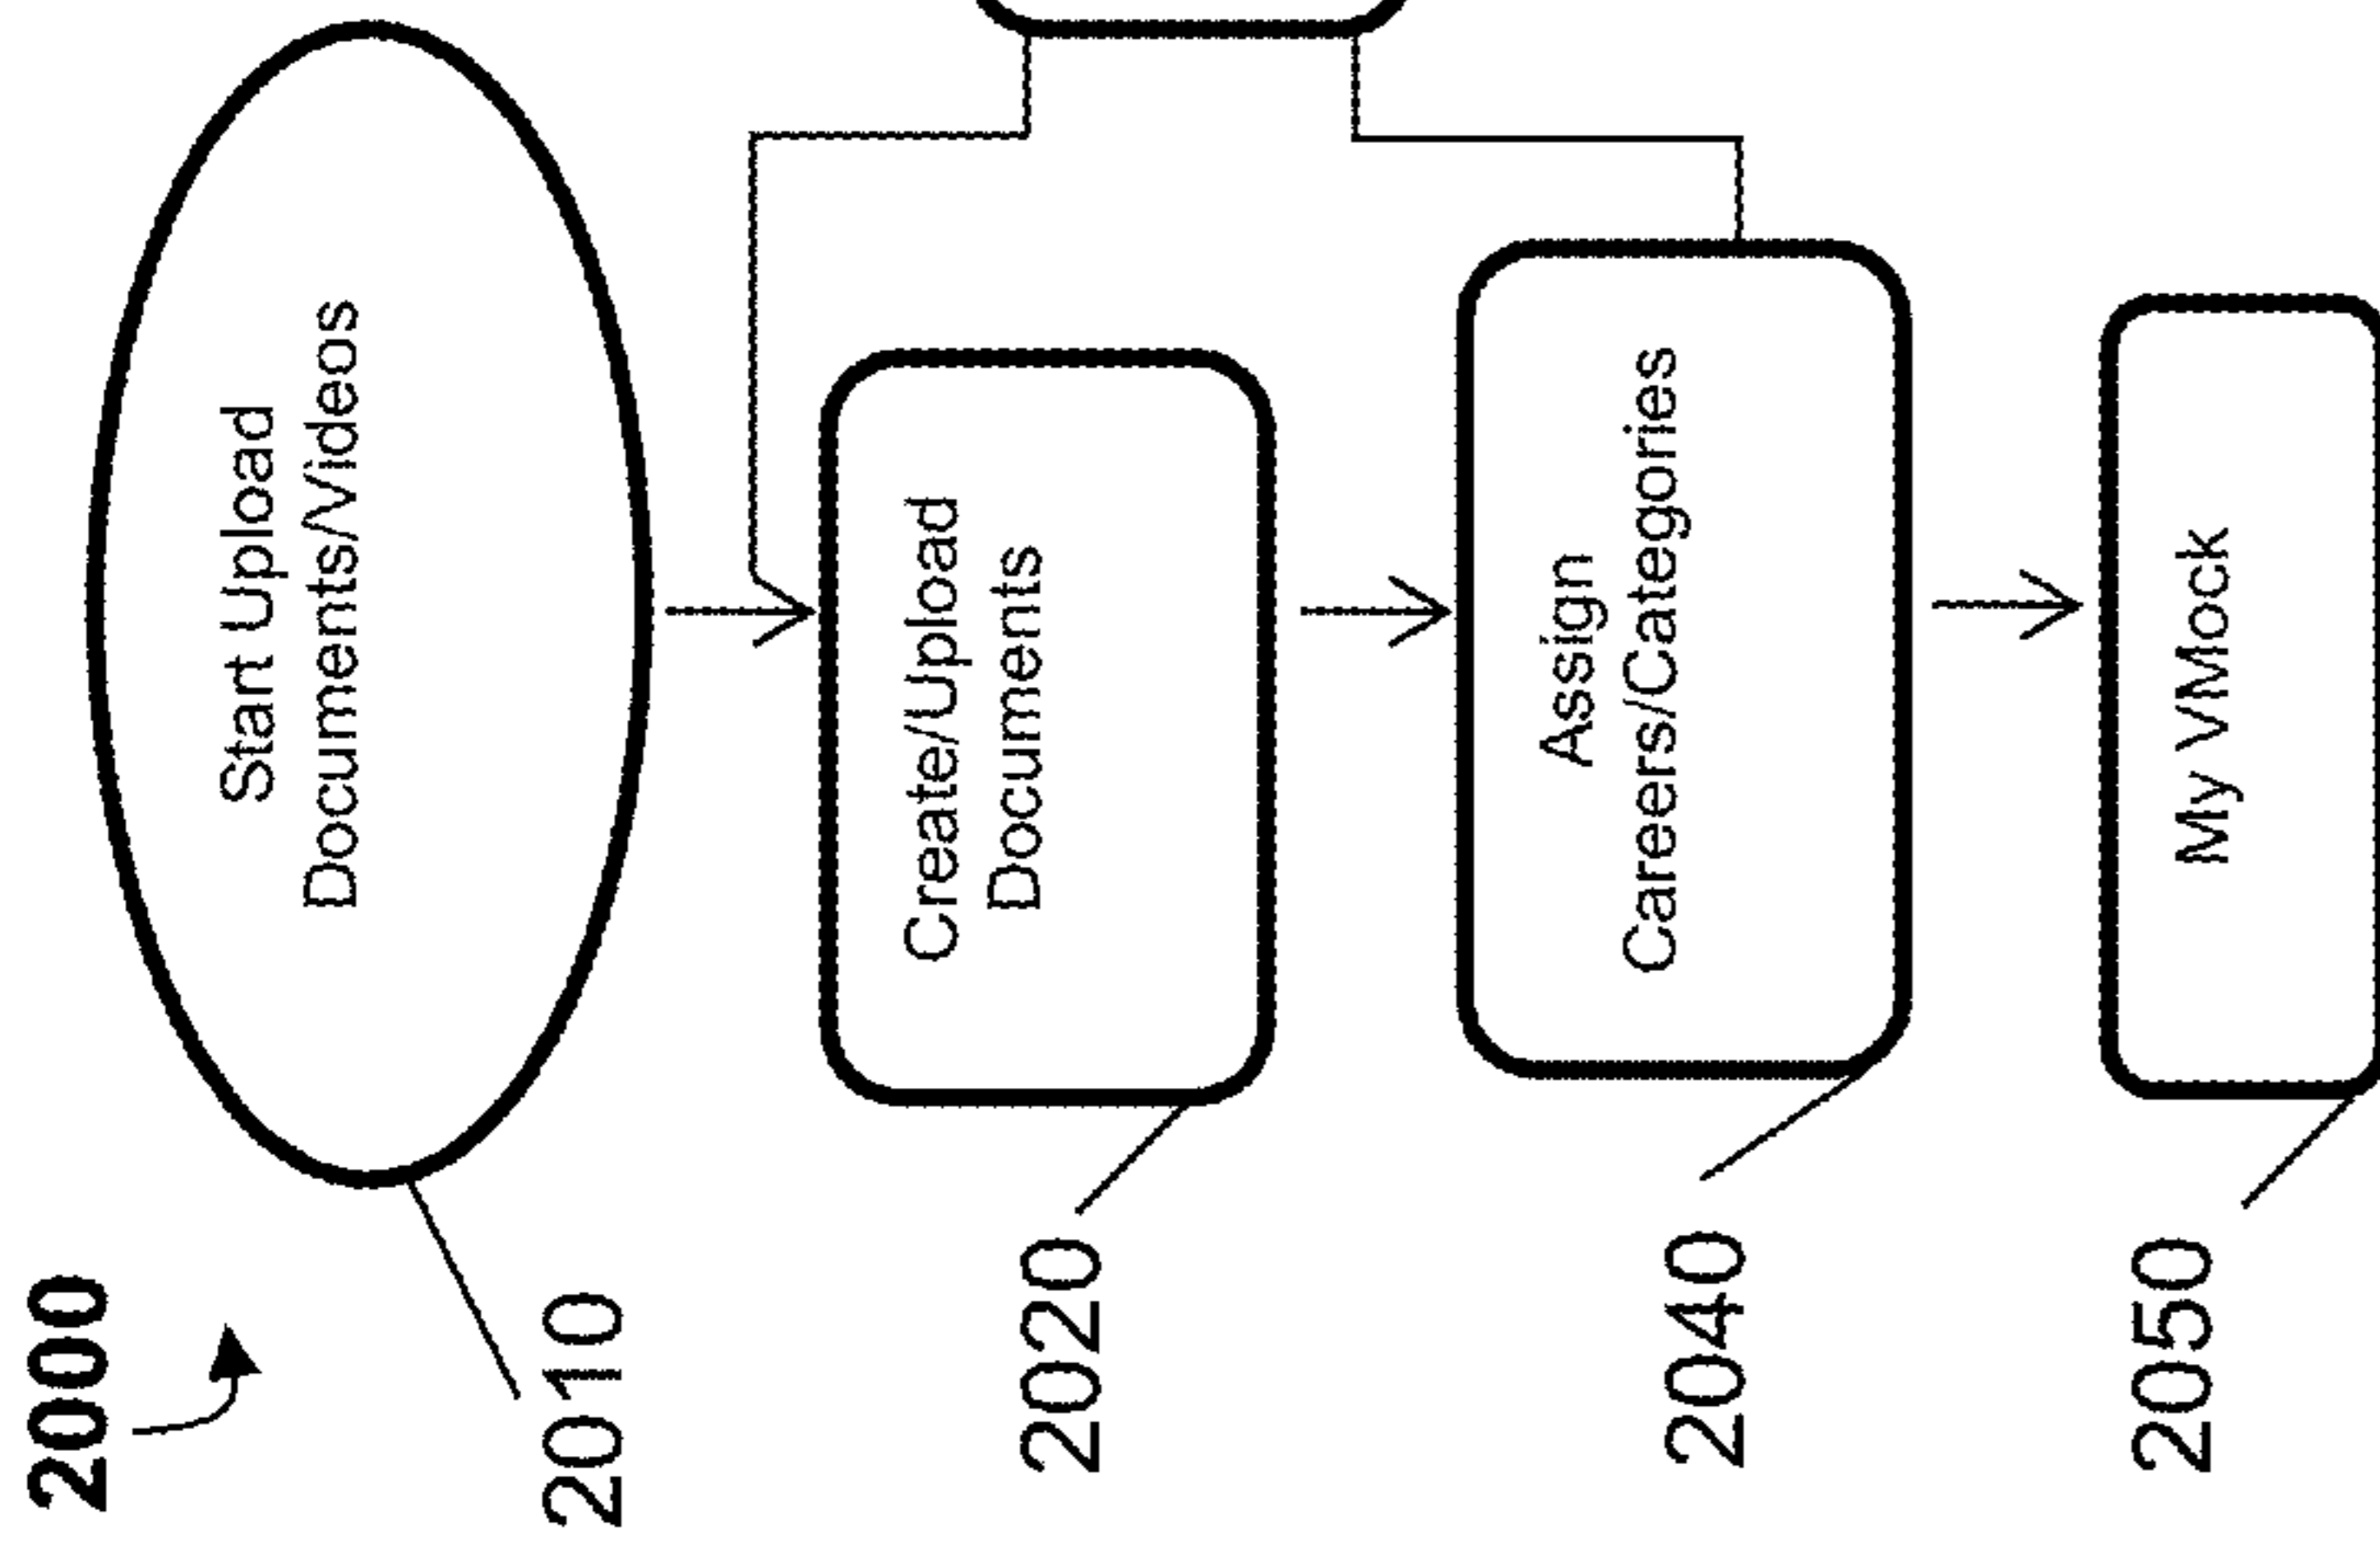 2000
2010
Start Upload
Documents/Videos
2020
Create/Upload
Documents
2040
Assign
Careers/Categories
2050
My VMock